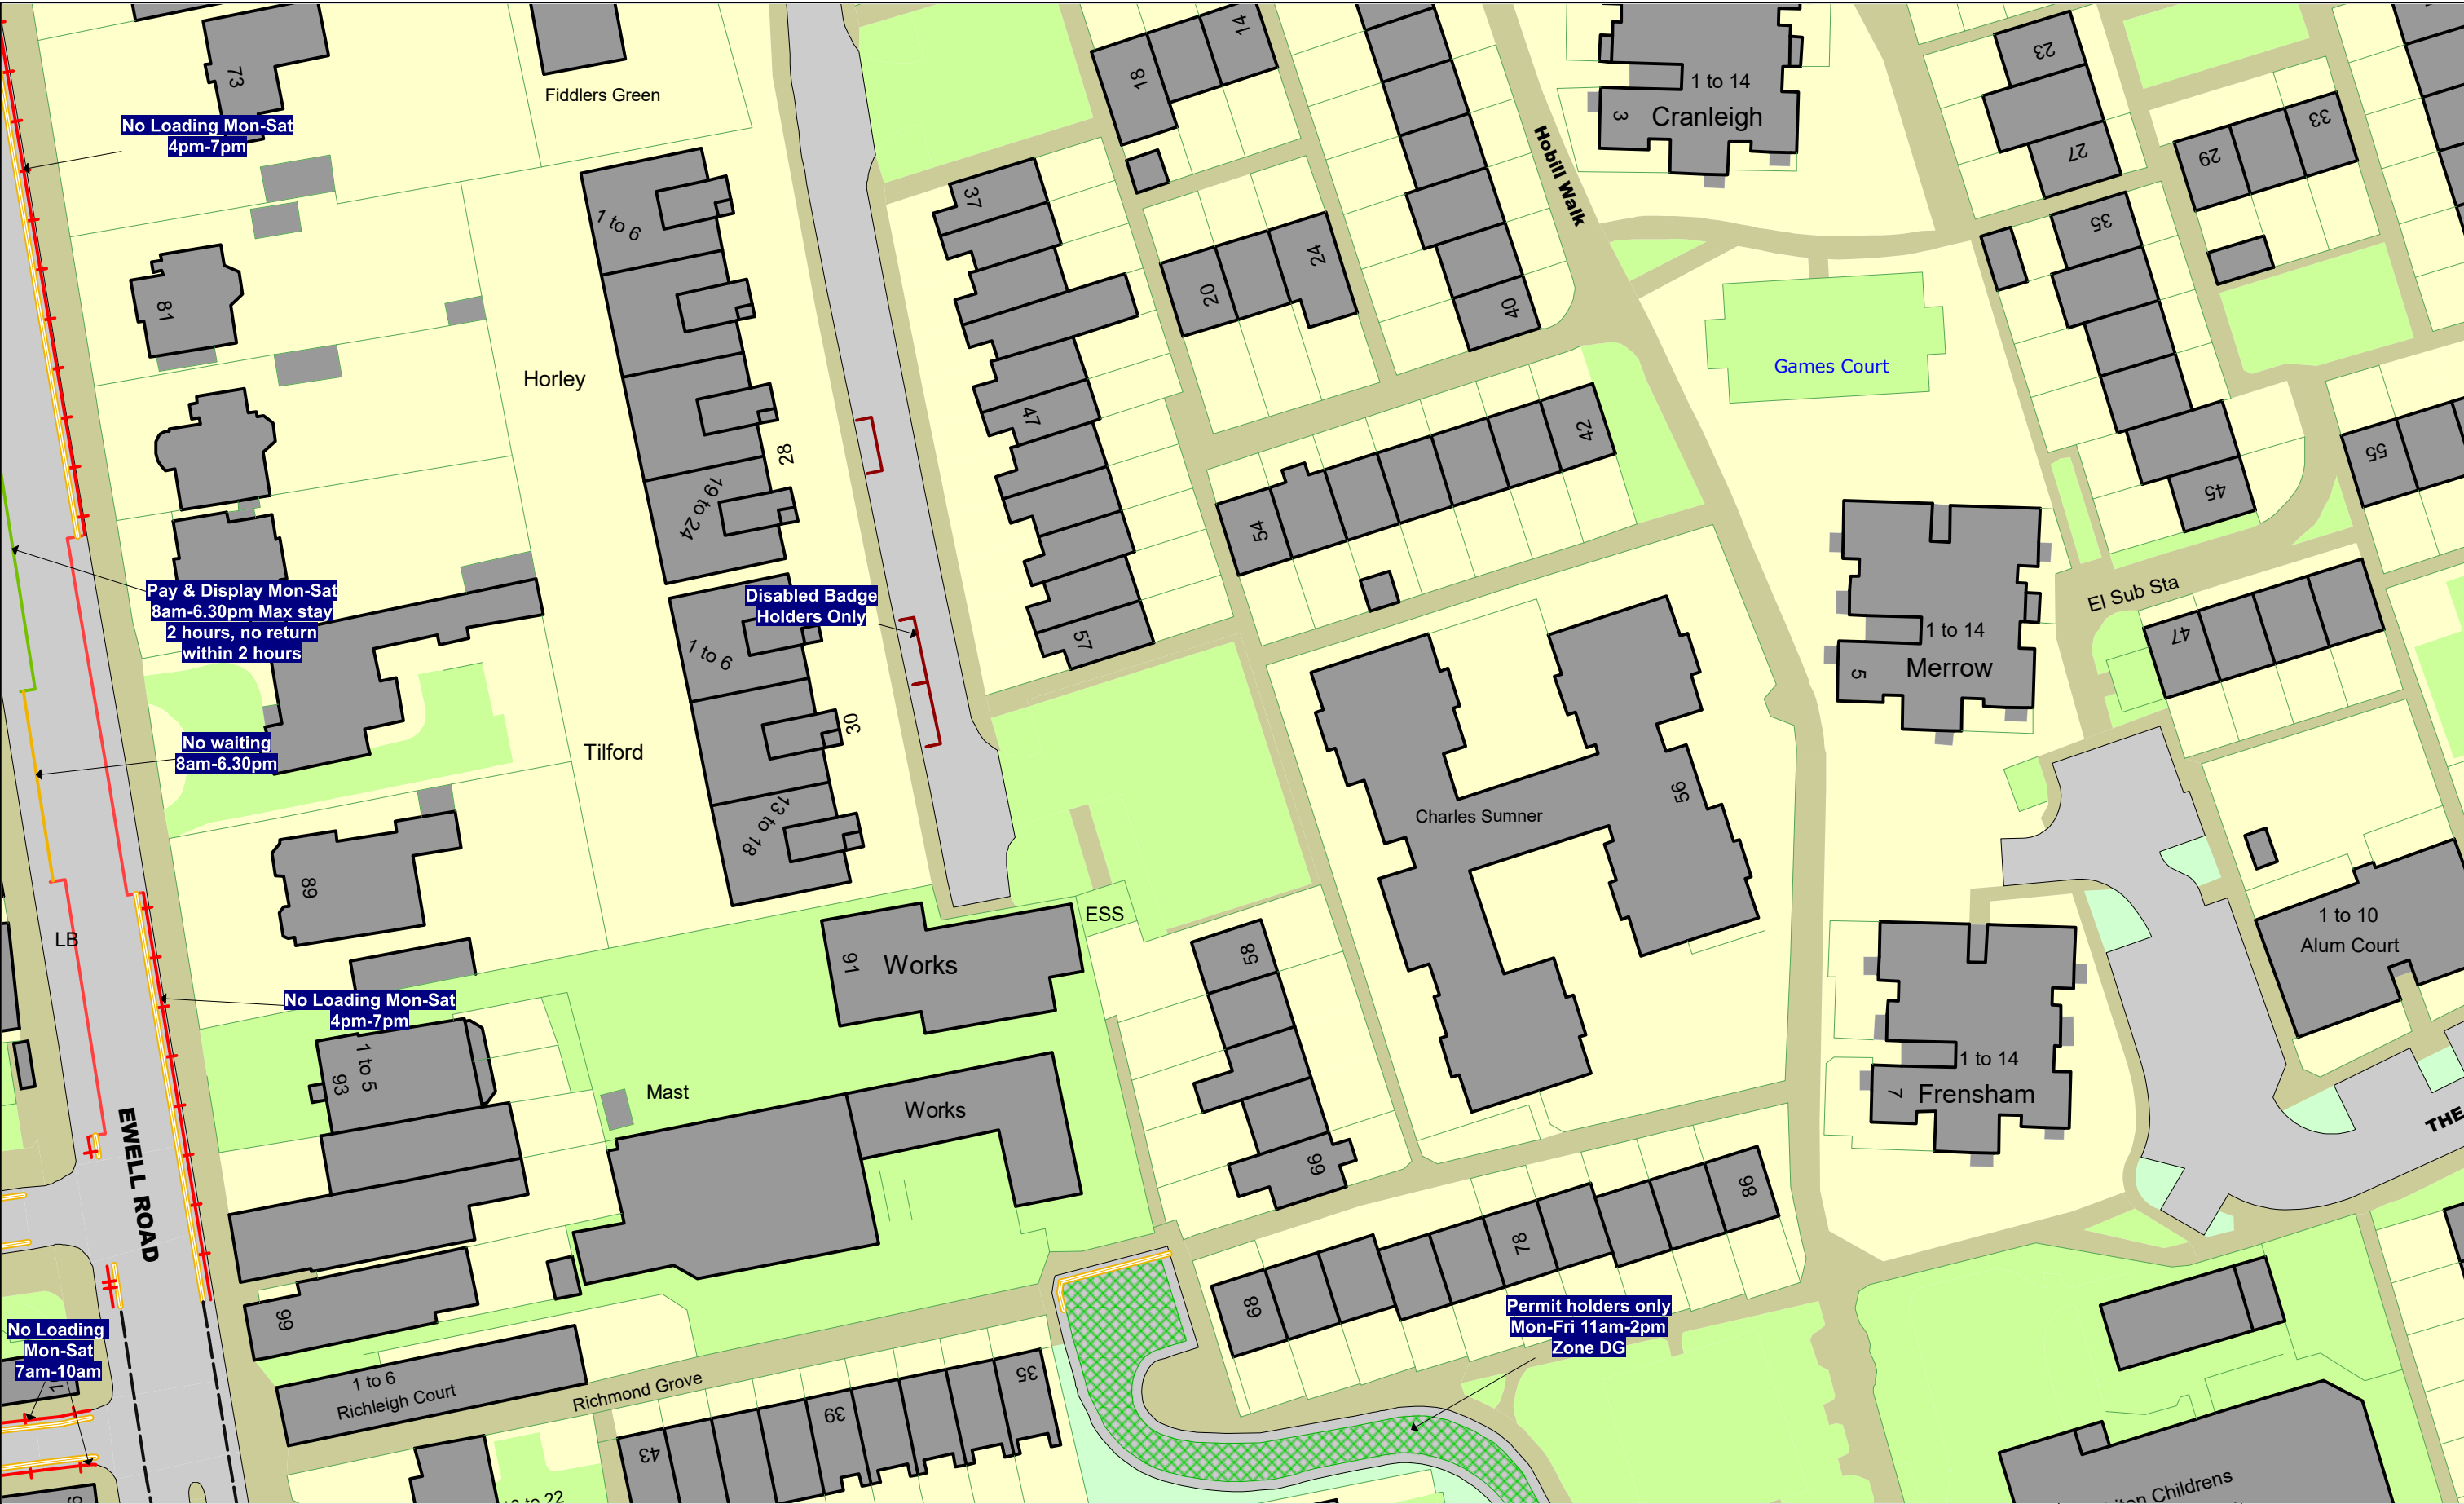 73
Fiddlers Green
No Loading Mon-Sat
4pm-7pm
18
14
Hobill Walk
1 to 14
3
Cranleigh
23
27
29
33
35
37
1 to 6
81
20
24
40
Games Court
Horley
47
42
28
19 to 24
54
45
55
Pay & Display Mon-Sat
8am-6.30pm Max stay
2 hours, no return
within 2 hours
Disabled Badge
Holders Only
57
1 to 6
El Sub Sta
47
1 to 14
5
Merrow
No waiting
8am-6.30pm
Tilford
30
13 to 18
Charles Sumner
56
89
LB
ESS
91
Works
58
1 to 10
Alum Court
No Loading Mon-Sat
4pm-7pm
1 to 5
93
Mast
Works
1 to 14
7
Frensham
THE
EWELL ROAD
66
78
86
68
99
No Loading
Mon-Sat
7am-10am
Permit holders only
Mon-Fri 11am-2pm
Zone DG
1 to 6
Richleigh Court
Richmond Grove
35
39
43
to 22
Childrens